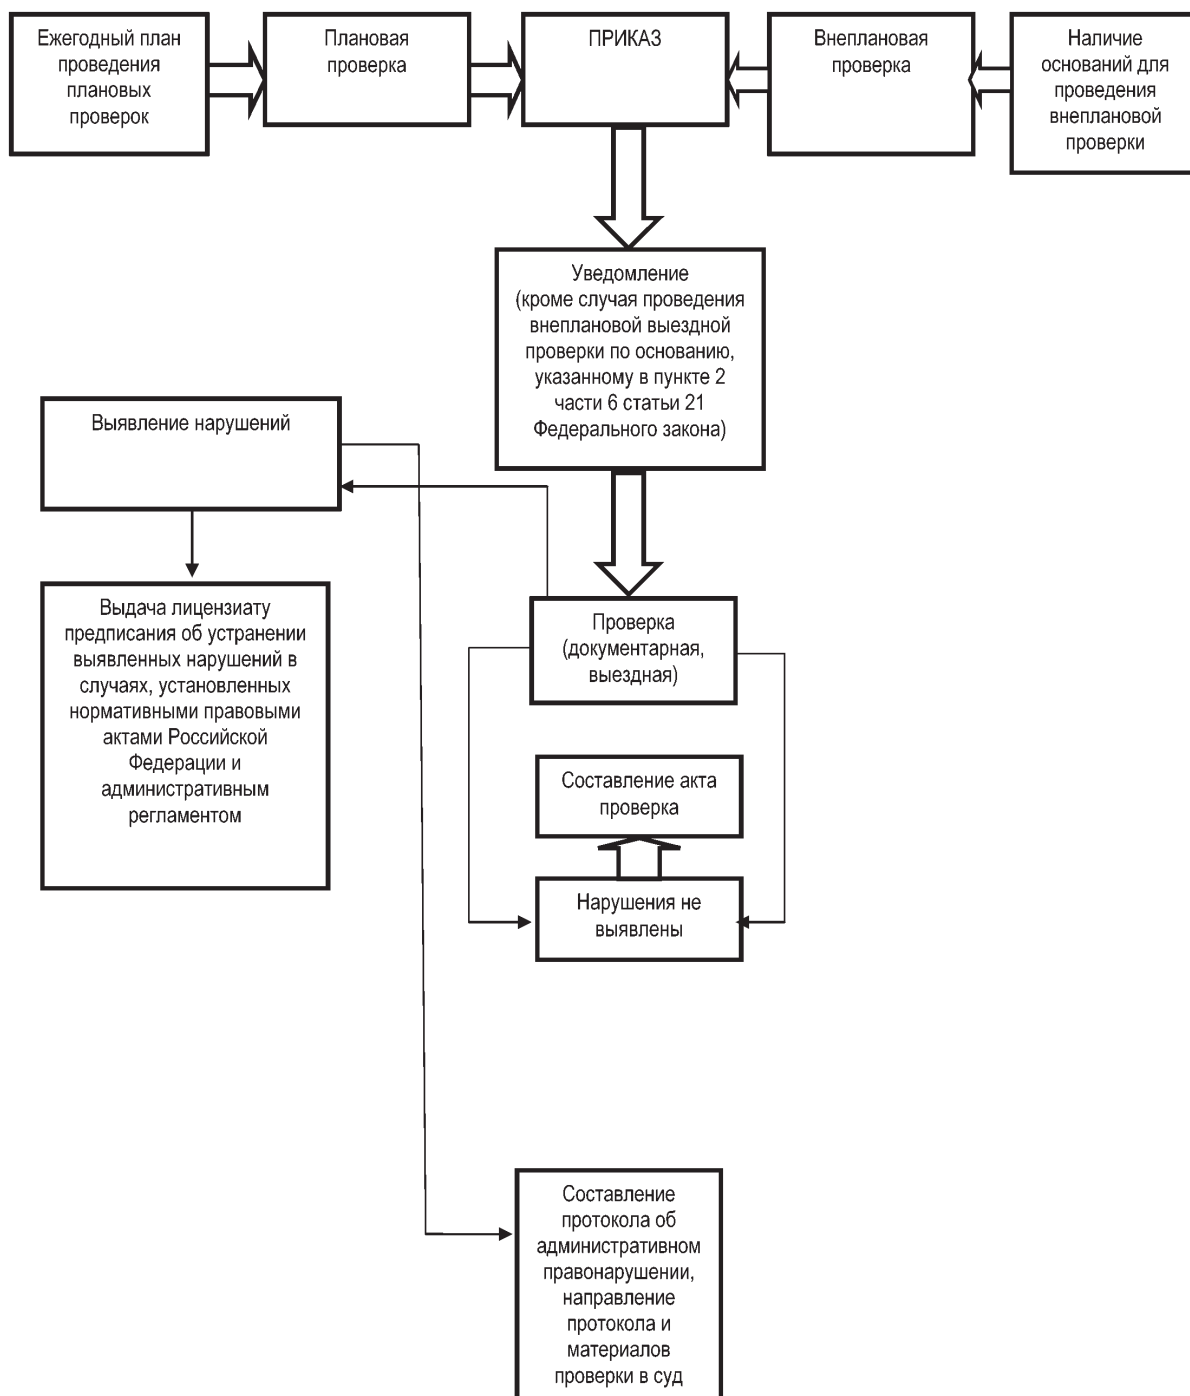 Ежегодный план
проведения
плановых
проверок
Плановая
проверка
ПРИКАЗ
Внеплановая
проверка
Наличие
оснований для
проведения
внеплановой
проверки
Уведомление
(кроме случая проведения
внеплановой выездной
проверки по основанию,
указанному в пункте 2
части 6 статьи 21
Федерального закона)
Выявление нарушений
Выдача лицензиату
предписания об устранении
выявленных нарушений в
случаях, установленных
нормативными правовыми
актами Российской
Федерации и
административным
регламентом
Проверка
(документарная,
выездная)
Составление акта
проверка
Нарушения не
выявлены
Составление
протокола об
административном
правонарушении,
направление
протокола и
материалов
проверки в суд